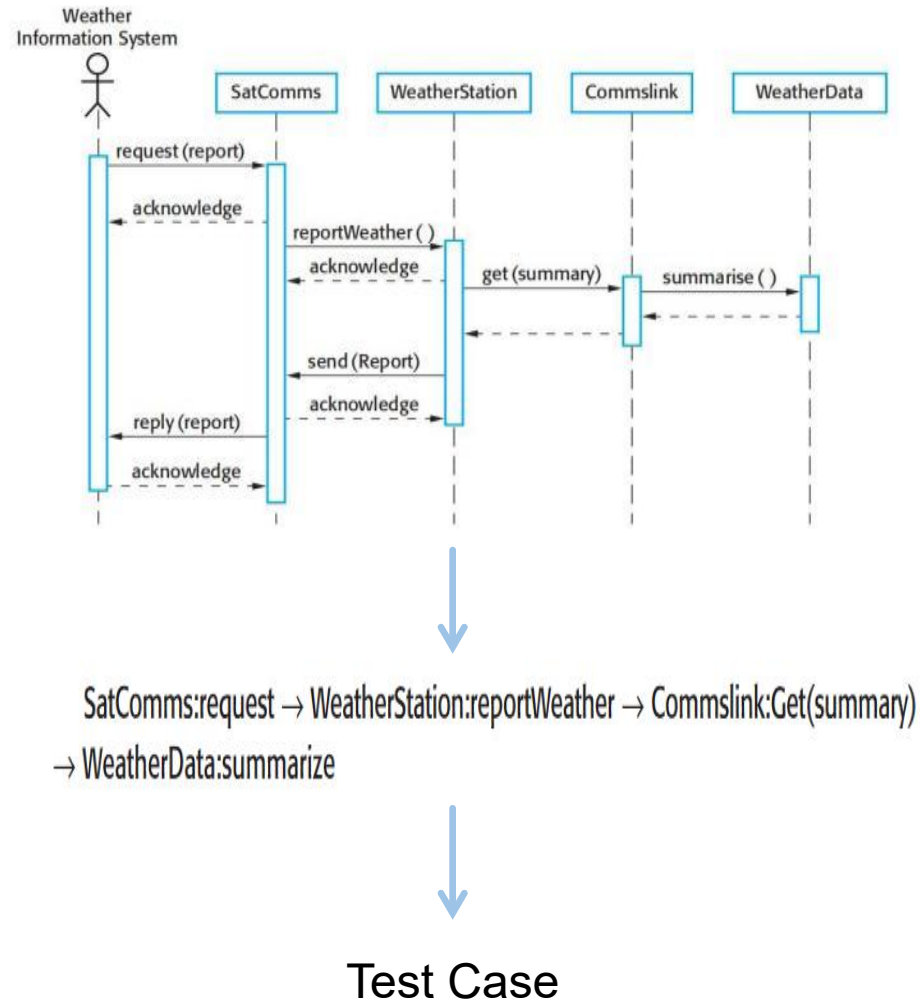 Weather
Information System
SatComms
WeatherStation
Commslink
WeatherData
request (report)
acknowledge
reportWeather ( )
acknowledge
get (summary)
summarise ( )
send (Report)
acknowledge
reply (report)
acknowledge
SatComms:request → WeatherStation:reportWeather → Commslink:Get(summary)
→ WeatherData:summarize
Test Case